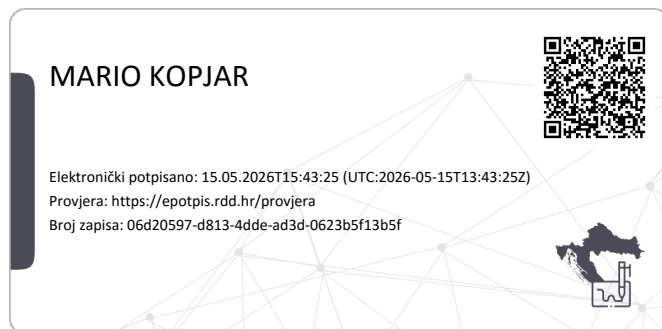 MARIO KOPJAR
Elektronički potpisano: 15.05.2026T15:43:25 (UTC:2026-05-15T13:43:25Z)
Provjera: https://epotpis.rdd.hr/provjera
Broj zapisa: 06d20597-d813-4dde-ad3d-0623b5f13b5f